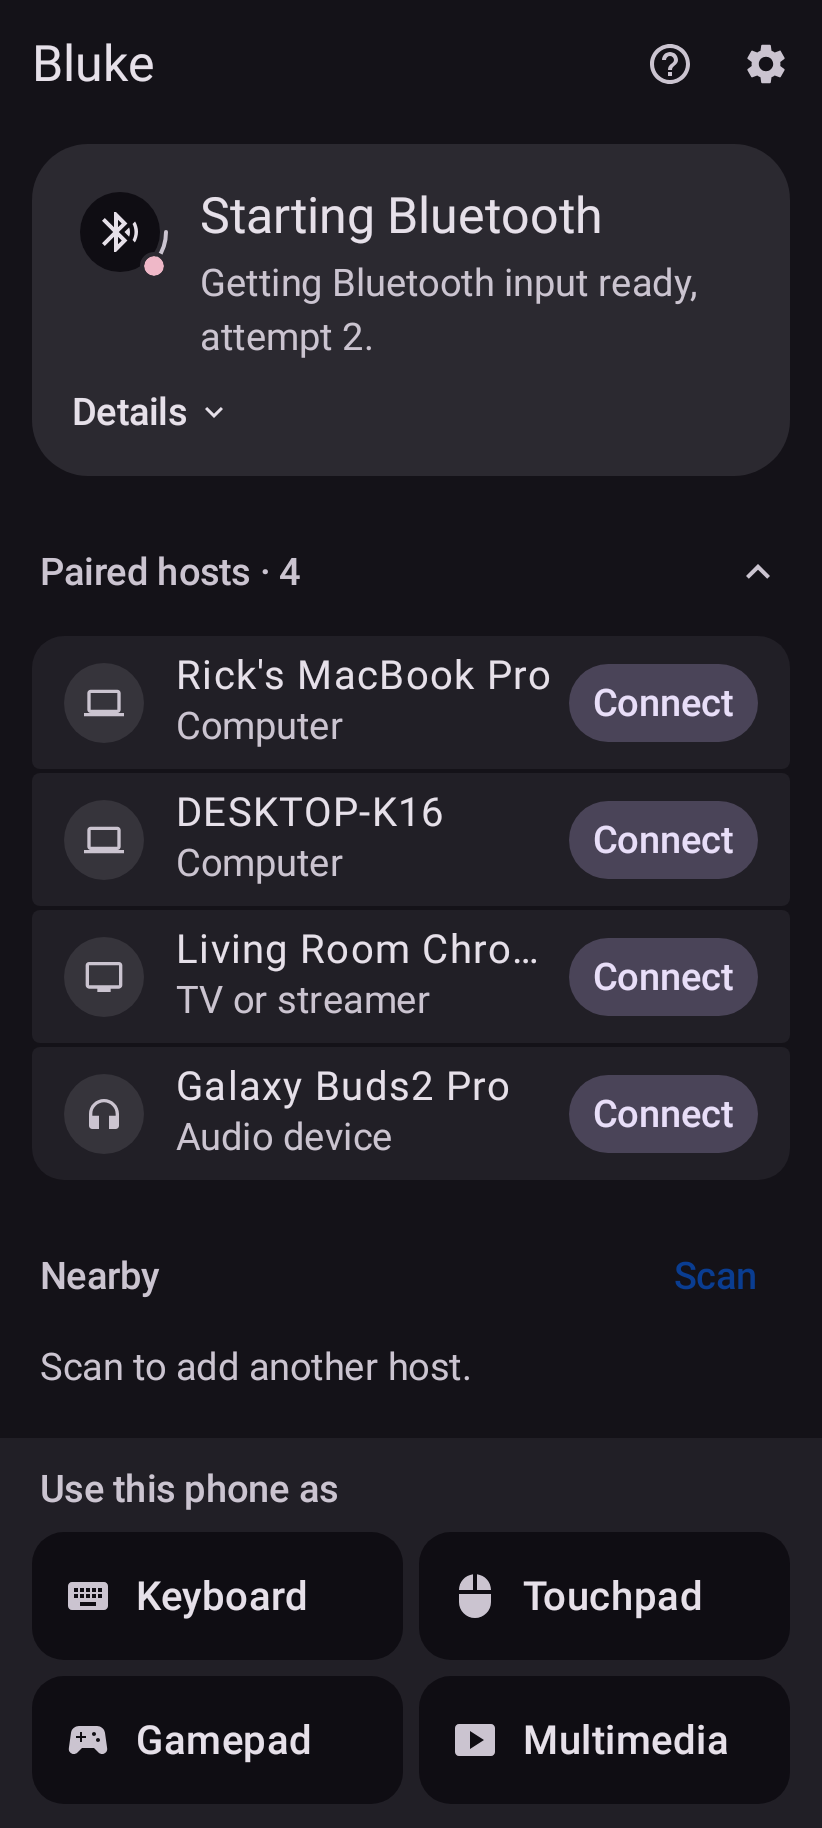 Bluke
Starting Bluetooth
Getting Bluetooth input ready,
attempt 2.
Details
Paired hosts · 4
Rick's MacBook Pro
Computer
Connect
DESKTOP-K16
Computer
Connect
Living Room Chro…
TV or streamer
Connect
Galaxy Buds2 Pro
Audio device
Connect
Nearby
Scan
Scan to add another host.
Use this phone as
Keyboard
Touchpad
Gamepad
Multimedia